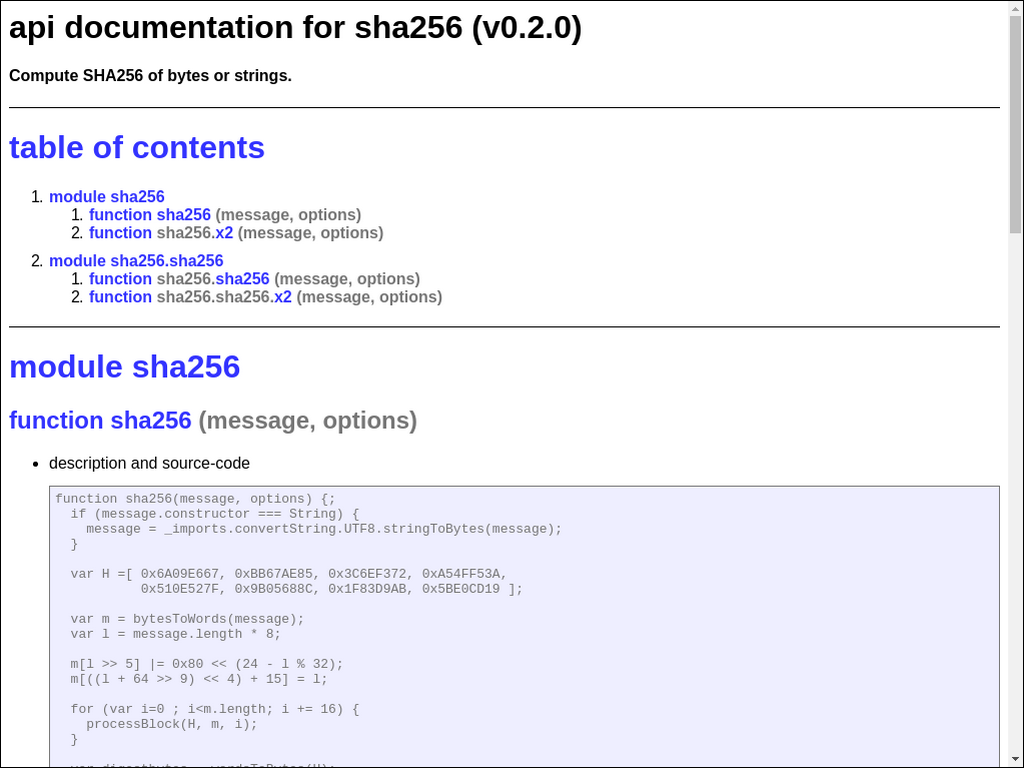 api documentation for sha256 (v0.2.0)
Compute SHA256 of bytes or strings.
table of contents
1. module sha256
1. function sha256 (message, options)
2. function sha256.x2 (message, options)
2. module sha256.sha256
1. function sha256.sha256 (message, options)
2. function sha256.sha256.x2 (message, options)
module sha256
function sha256 (message, options)
• description and source-code
function sha256(message, options) {;
  if (message.constructor === String) {
    message = _imports.convertString.UTF8.stringToBytes(message);
  }
  var H =[ 0x6A09E667, 0xBB67AE85, 0x3C6EF372, 0xA54FF53A,
           0x510E527F, 0x9B05688C, 0x1F83D9AB, 0x5BE0CD19 ];
  var m = bytesToWords(message);
  var l = message.length * 8;
  m[l >> 5] |= 0x80 << (24 - l % 32);
  m[((l + 64 >> 9) << 4) + 15] = l;
  for (var i=0 ; i<m.length; i += 16) {
    processBlock(H, m, i);
  }